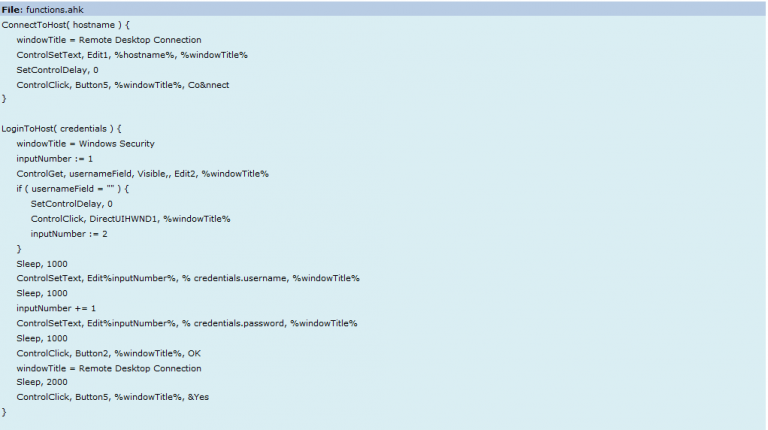 File: functions.ahk
ConnectToHost( hostname ) {
windowTitle = Remote Desktop Connection
ControlSetText, Edit1, %hostname%, %windowTitle%
SetControlDelay, 0
ControlClick, Button5, %windowTitle%, Co&nnect
}
LoginToHost( credentials ) {
windowTitle = Windows Security
inputNumber := 1
ControlGet, usernameField, Visible,, Edit2, %windowTitle%
if ( usernameField = "" ) {
SetControlDelay, 0
ControlClick, DirectUIHWND1, %windowTitle%
inputNumber := 2
}
Sleep, 1000
ControlSetText, Edit%inputNumber%, % credentials.username, %windowTitle%
Sleep, 1000
inputNumber += 1
ControlSetText, Edit%inputNumber%, % credentials.password, %windowTitle%
Sleep, 1000
ControlClick, Button2, %windowTitle%, OK
windowTitle = Remote Desktop Connection
Sleep, 2000
ControlClick, Button5, %windowTitle%, &Yes
}